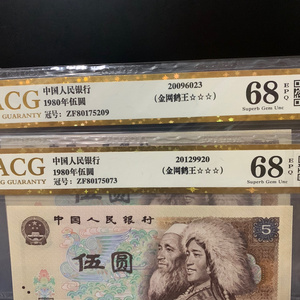 ACG
GUARANTY
中国人民银行
1980年伍圆
冠号: ZF80175209
20096023
(金网鹤王☆☆☆)
68
EPQ
Superb Gem Unc
ACG
GUARANTY
中国人民银行
1980年伍圆
冠号: ZF80175073
20129920
(金网鹤王☆☆☆)
68
EPQ
Superb Gem Unc
中国人民银行
伍圆
5